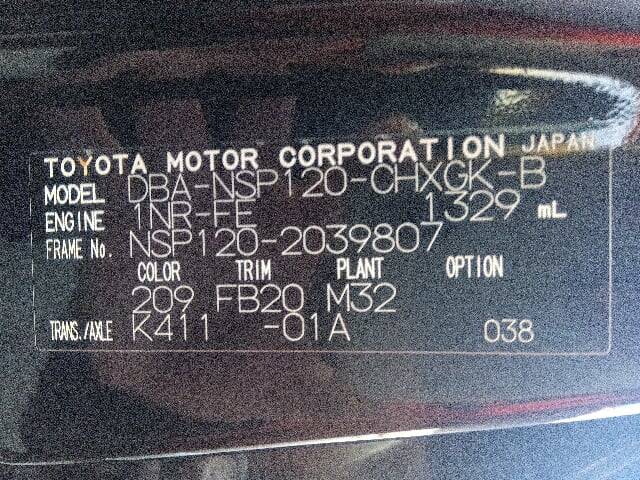 TOYOTA MOTOR CORPORATION JAPAN
MODEL DBA-NSP120-CHXGK-B
ENGINE 1NR-FE 1329 mL
FRAME No. NSP120-2039807
COLOR TRIM PLANT OPTION
209 FB20 M32
TRANS./AXLE K411 -01A 038